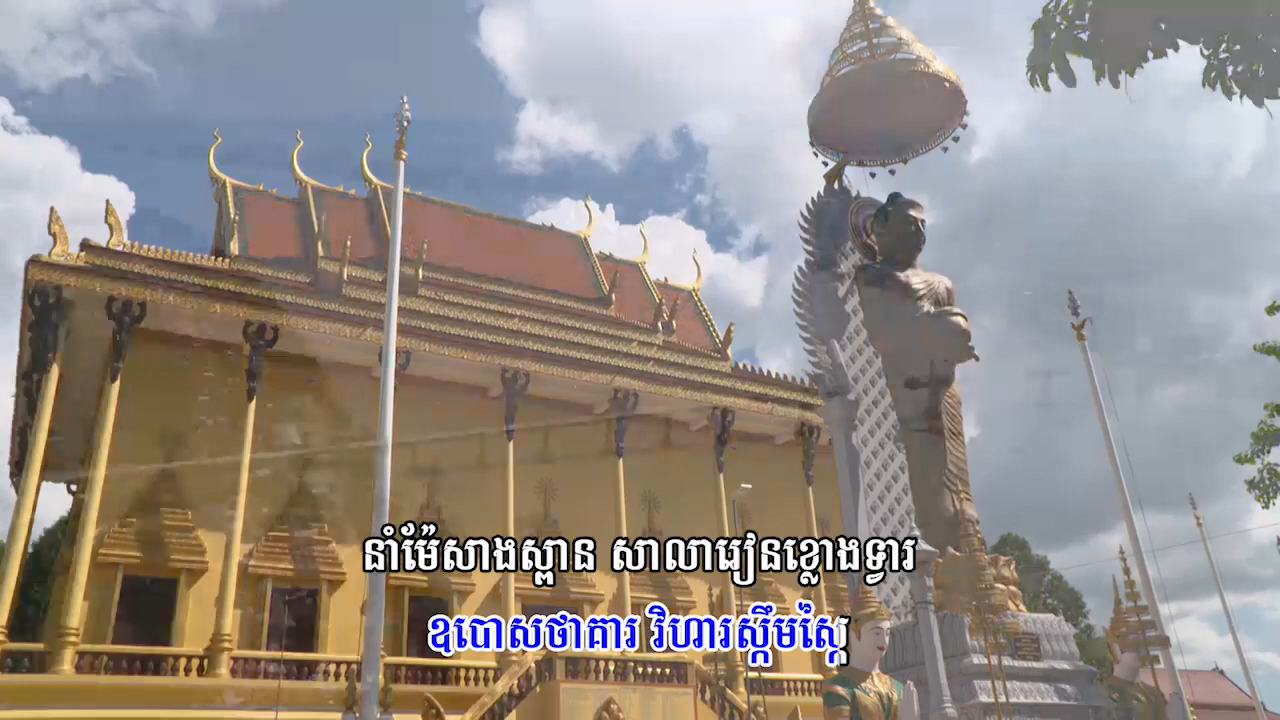 នាំម៉ែសាងស្ពាន សាលារៀនខ្លោងទ្វារ
ឧបោសថាគារ វិហារស្កឹមស្កៃ